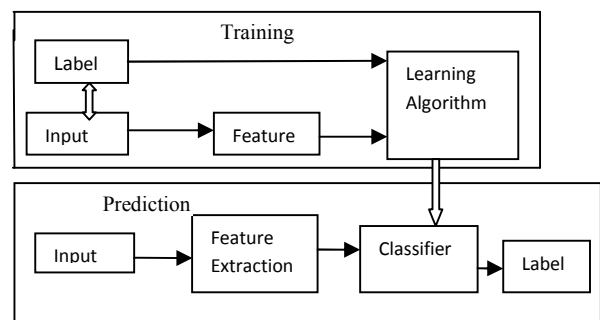 Training
Label
Learning
Algorithm
Input
Feature
Prediction
Input
Feature
Extraction
Classifier
Label